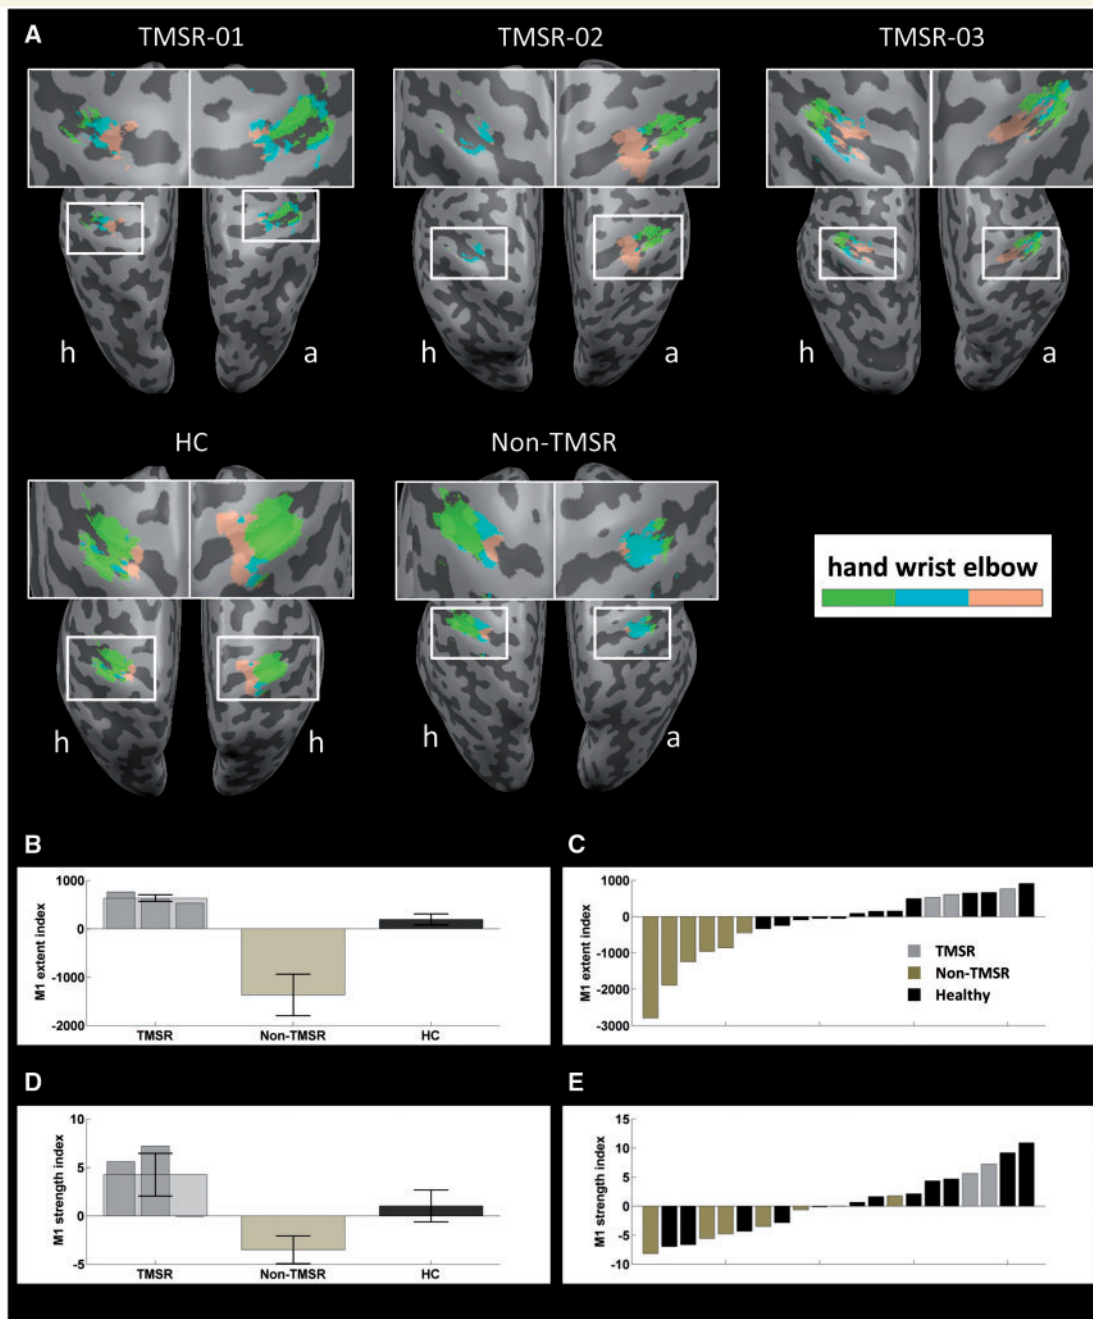 A
TMSR-01
TMSR-02
TMSR-03
h
a
h
a
h
a
HC
Non-TMSR
h
h
h
a
hand wrist elbow
B
M1 extent index
1000
0
-1000
-2000
TMSR
Non-TMSR
HC
C
M1 extent index
1000
0
-1000
-2000
-3000
TMSR
Non-TMSR
Healthy
D
M1 strength index
10
5
0
-5
TMSR
Non-TMSR
HC
E
M1 strength index
15
10
5
0
-5
-10